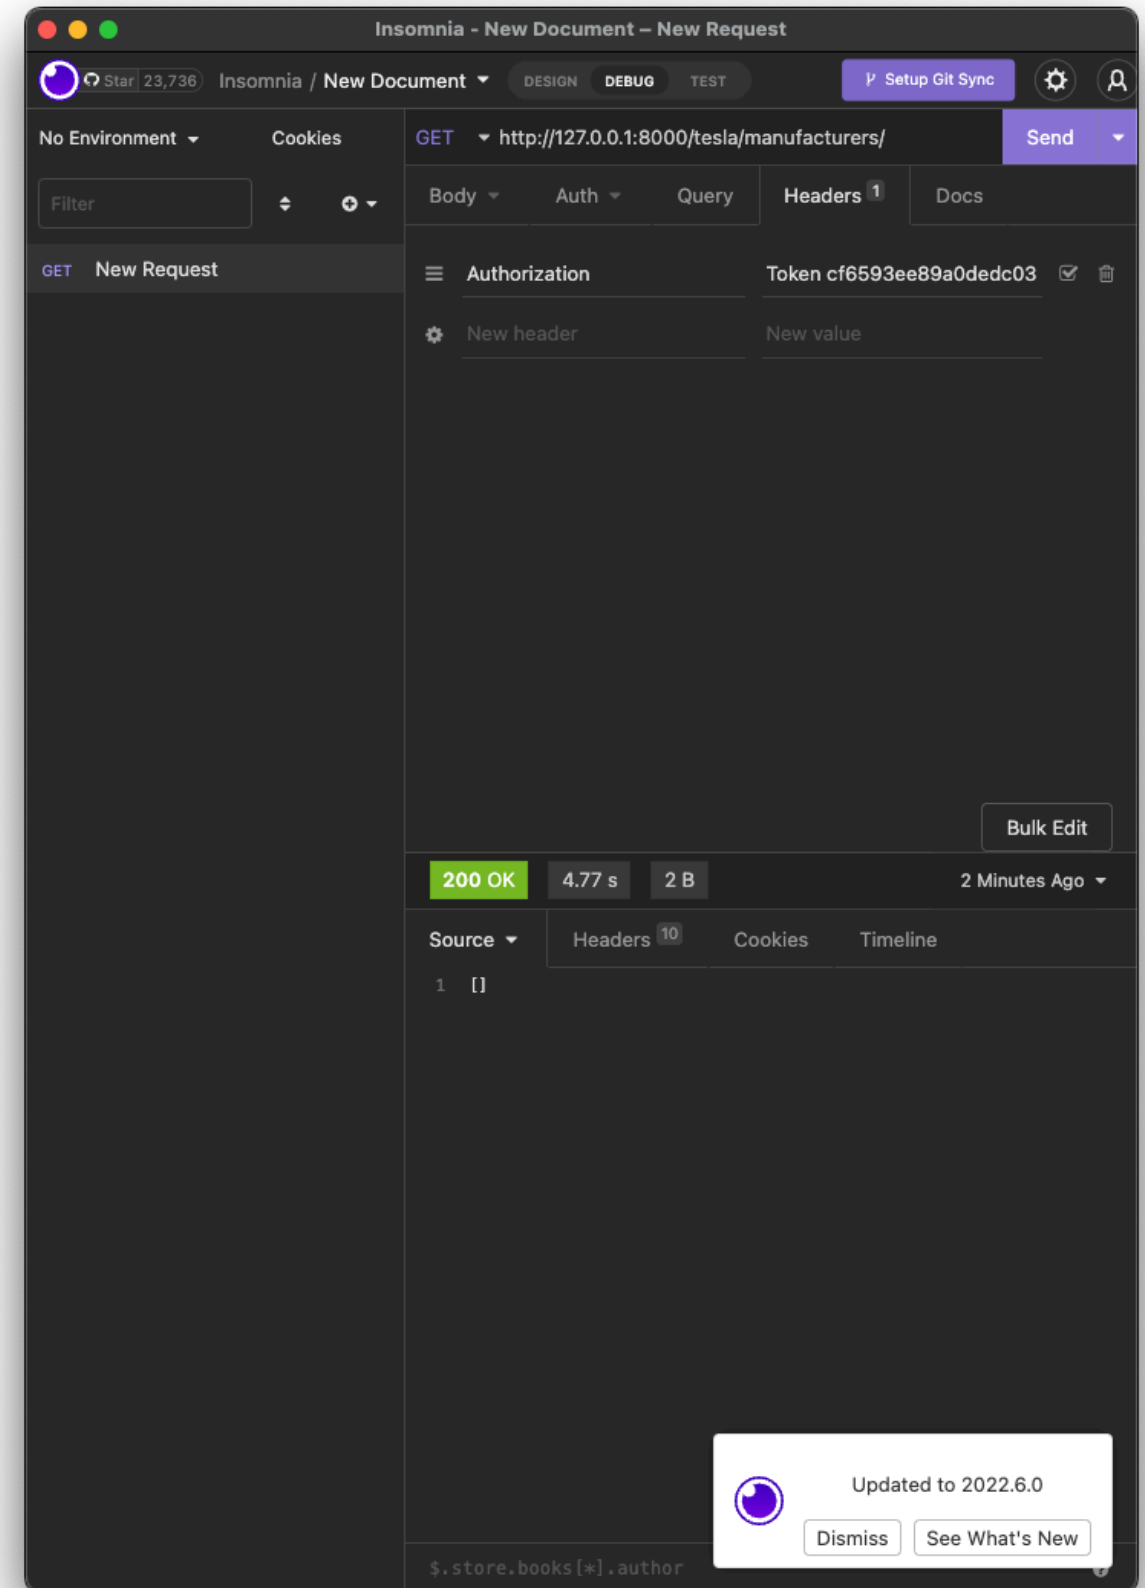 Insomnia - New Document – New Request
Star 23,736 Insomnia / New Document DESIGN DEBUG TEST Setup Git Sync
No Environment Cookies
Filter
GET New Request
GET http://127.0.0.1:8000/tesla/manufacturers/ Send
Body Auth Query Headers 1 Docs
Authorization Token cf6593ee89a0dedc03
New header New value
Bulk Edit
200 OK 4.77 s 2 B 2 Minutes Ago
Source Headers 10 Cookies Timeline
1 []
Updated to 2022.6.0
Dismiss See What's New
$.store.books[*].author